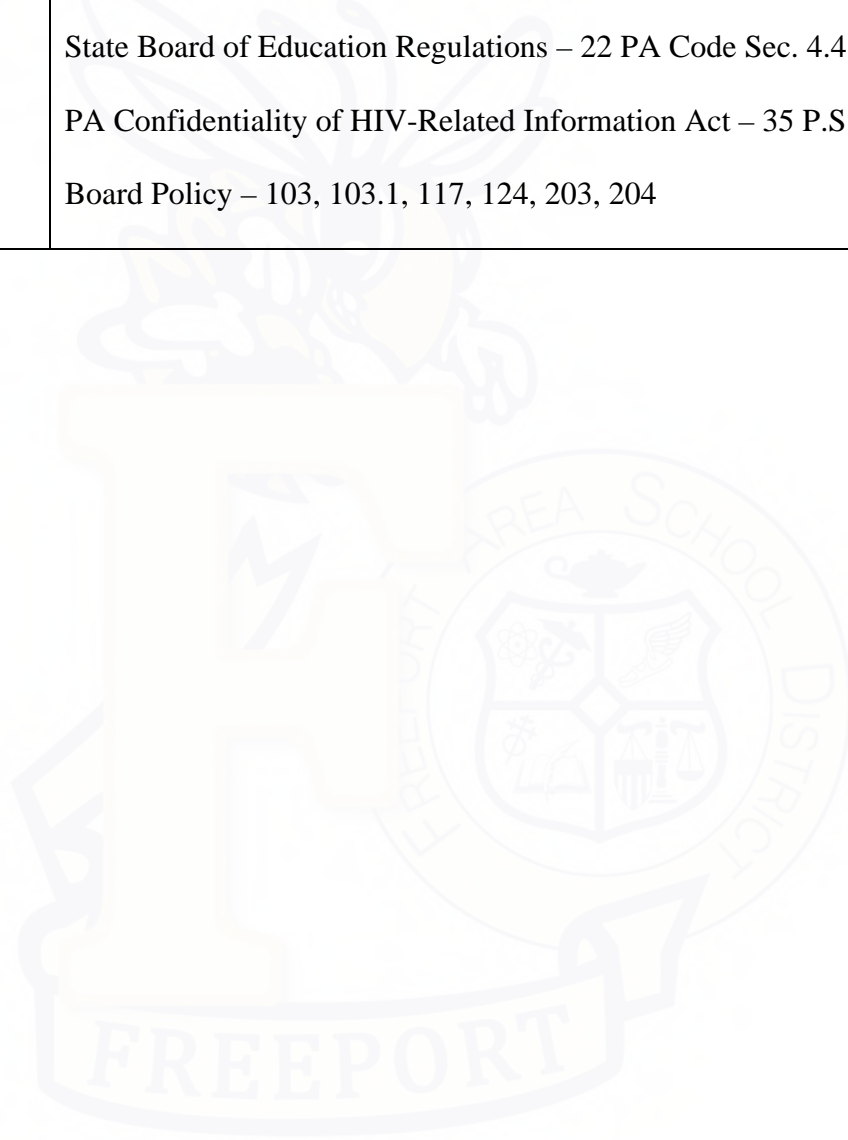 State Board of Education Regulations – 22 PA Code Sec. 4.4
PA Confidentiality of HIV-Related Information Act – 35 P.S
Board Policy – 103, 103.1, 117, 124, 203, 204
FREEPORT AREA SCHOOL DISTRICT
FREEPORT